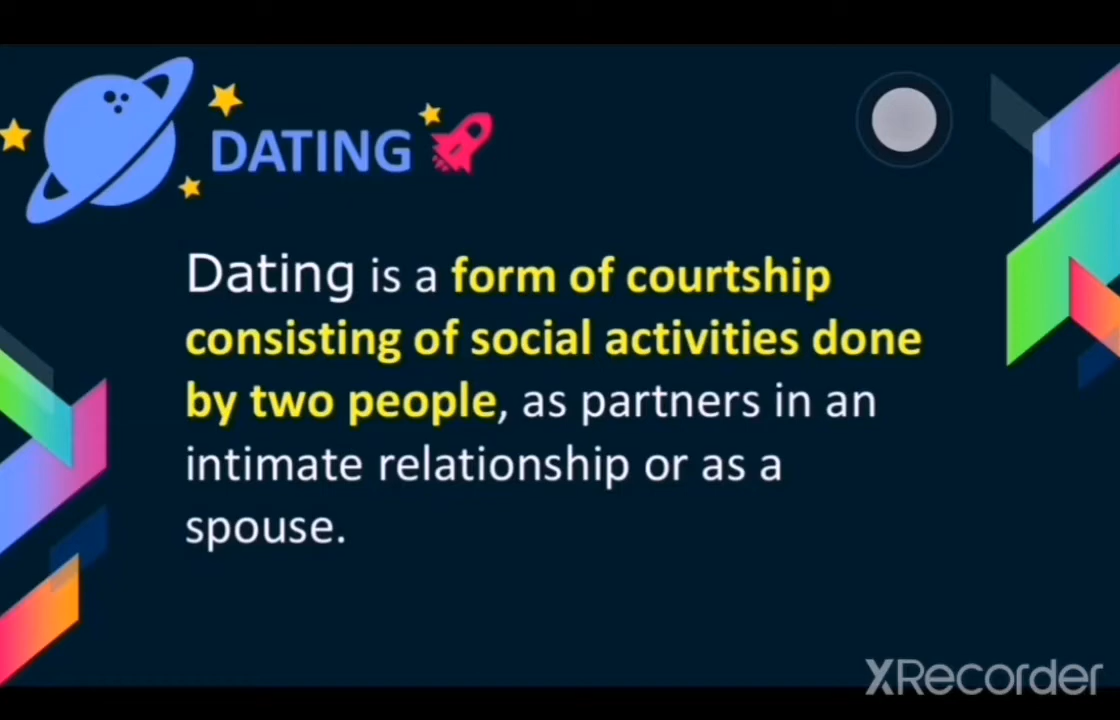 DATING
Dating is a form of courtship
consisting of social activities done
by two people, as partners in an
intimate relationship or as a
spouse.
XRecorder